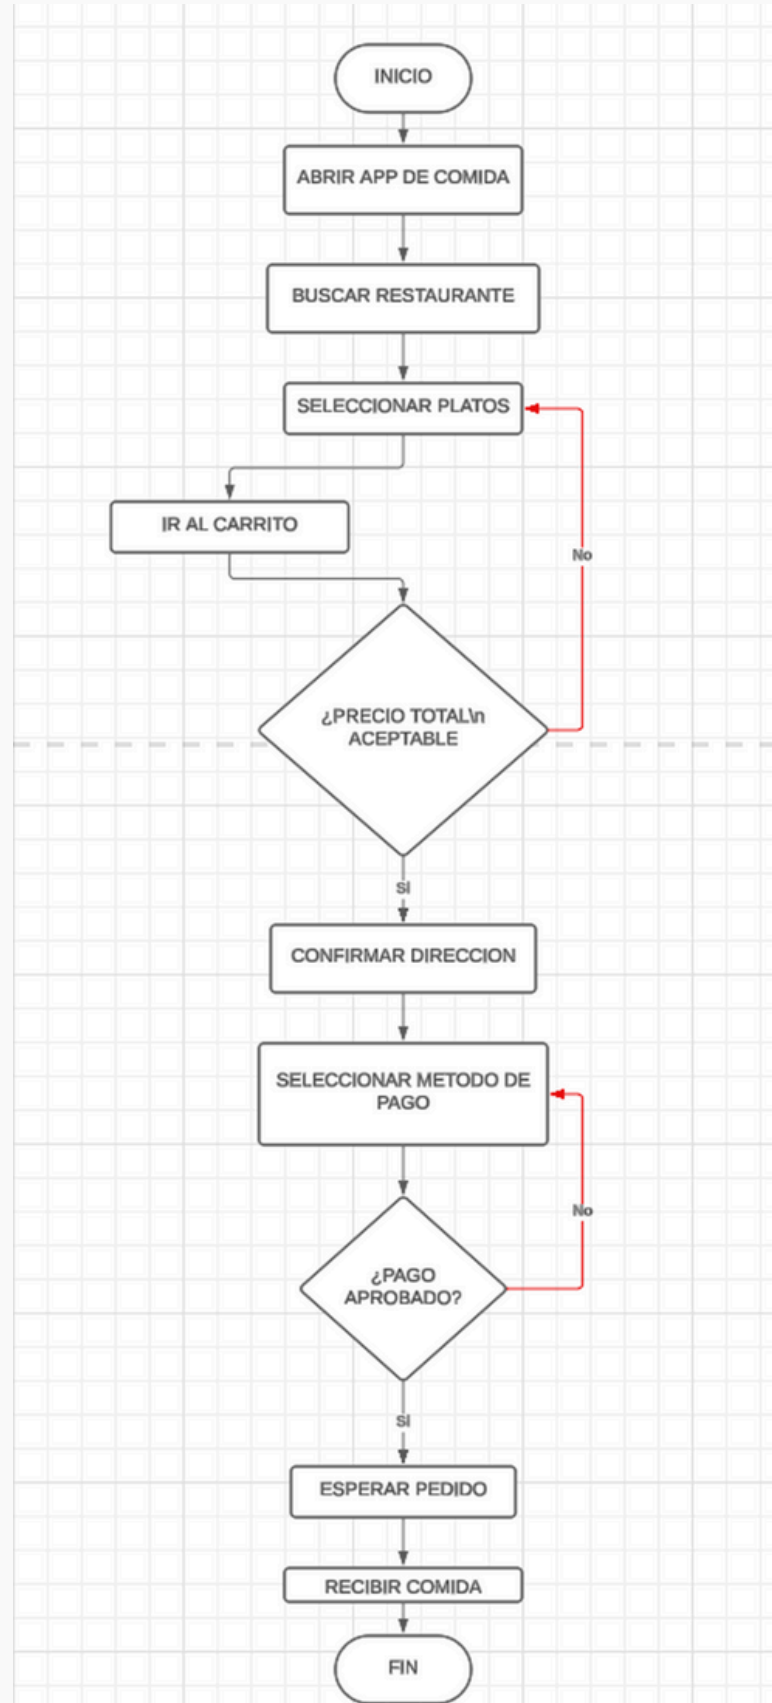 INICIO
ABRIR APP DE COMIDA
BUSCAR RESTAURANTE
SELECCIONAR PLATOS
IR AL CARRITO
No
¿PRECIO TOTAL\n
ACEPTABLE
SI
CONFIRMAR DIRECCION
SELECCIONAR METODO DE
PAGO
No
¿PAGO
APROBADO?
SI
ESPERAR PEDIDO
RECIBIR COMIDA
FIN